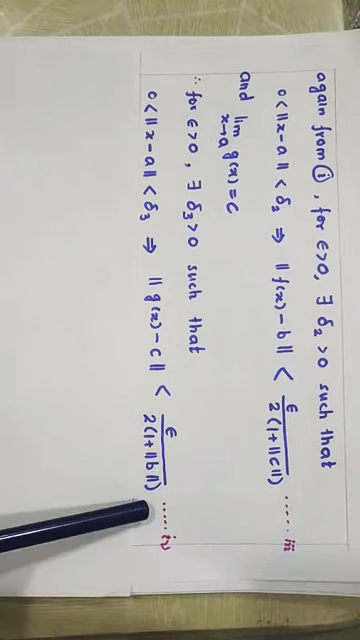 again from (i), for ϵ>0, ∃ δ₂ >0 such that
0<||x-a|| < δ₂ ⇒ || f(x) - b|| < ϵ/2(1+||c||) ...... iii
and lim x→a g(x) = c
∴ for ϵ>0, ∃ δ₃>0 such that
0<||x-a|| < δ₃ ⇒ || g(x) - c|| < ϵ/2(1+||b||) ...... iv